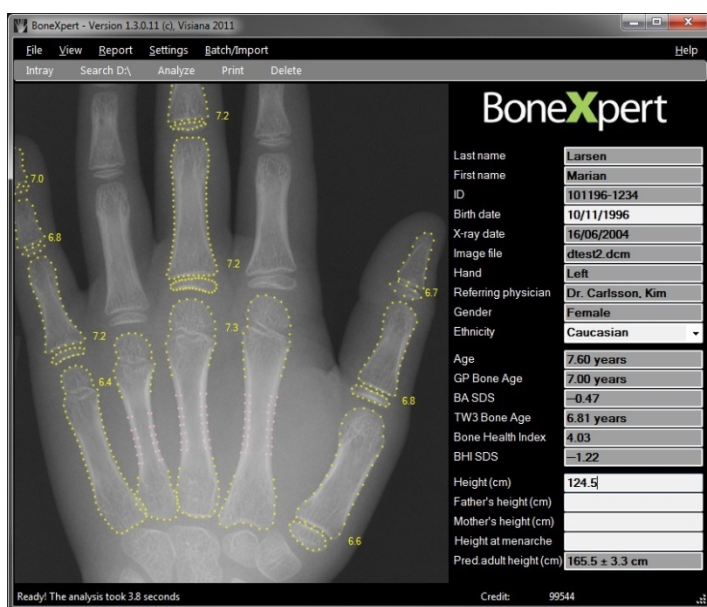 BoneXpert - Version 1.3.0.11 (c), Visiana 2011
File View Report Settings Batch/Import Help
Intray Search D:\ Analyze Print Delete
BoneXpert
Last name Larsen
First name Marian
ID 101196-1234
Birth date 10/11/1996
X-ray date 16/06/2004
Image file dtest2.dcm
Hand Left
Referring physician Dr. Carlsson, Kim
Gender Female
Ethnicity Caucasian
Age 7.60 years
GP Bone Age 7.00 years
BA SDS −0.47
TW3 Bone Age 6.81 years
Bone Health Index 4.03
BHI SDS −1.22
Height (cm) 124.5
Father's height (cm)
Mother's height (cm)
Height at menarche
Pred. adult height (cm) 165.5 ± 3.3 cm
7.2
7.0
6.8
7.2
6.7
7.3
7.2
6.4
6.8
6.6
Ready! The analysis took 3.8 seconds Credit: 99544